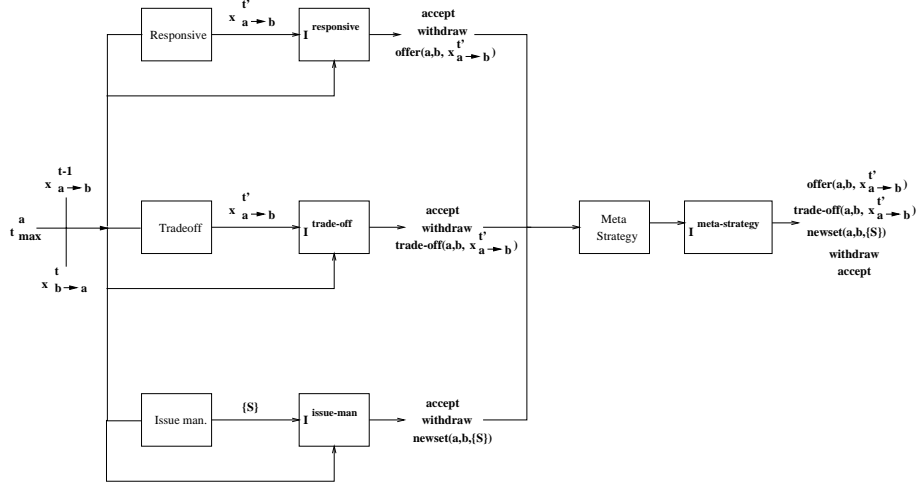 Responsive
x t' a → b
I responsive
accept
withdraw
offer(a,b, x t' a → b )
x t-1 a → b
t a max
x t b → a
Tradeoff
x t' a → b
I trade-off
accept
withdraw
trade-off(a,b, x t' a → b )
Meta
Strategy
I meta-strategy
offer(a,b, x t' a → b )
trade-off(a,b, x t' a → b )
newset(a,b,{S})
withdraw
accept
Issue man.
{S}
I issue-man
accept
withdraw
newset(a,b,{S})